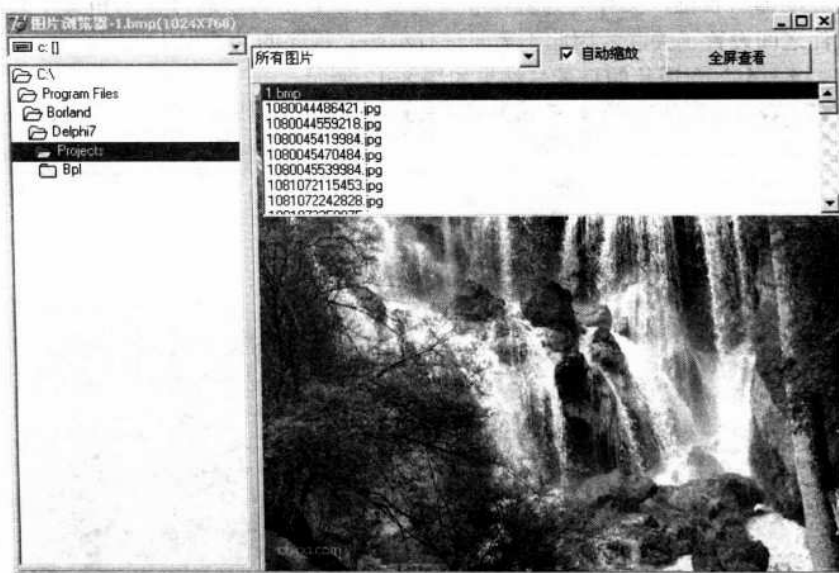 图片浏览器-1.bmp(1024X768)
c: []
C:\
Program Files
Borland
Delphi7
Projects
Bpl
所有图片
自动缩放
全屏查看
1.bmp
1080044486421.jpg
1080044559218.jpg
1080045419984.jpg
1080045470484.jpg
1080045539984.jpg
1081072115453.jpg
1081072242828.jpg